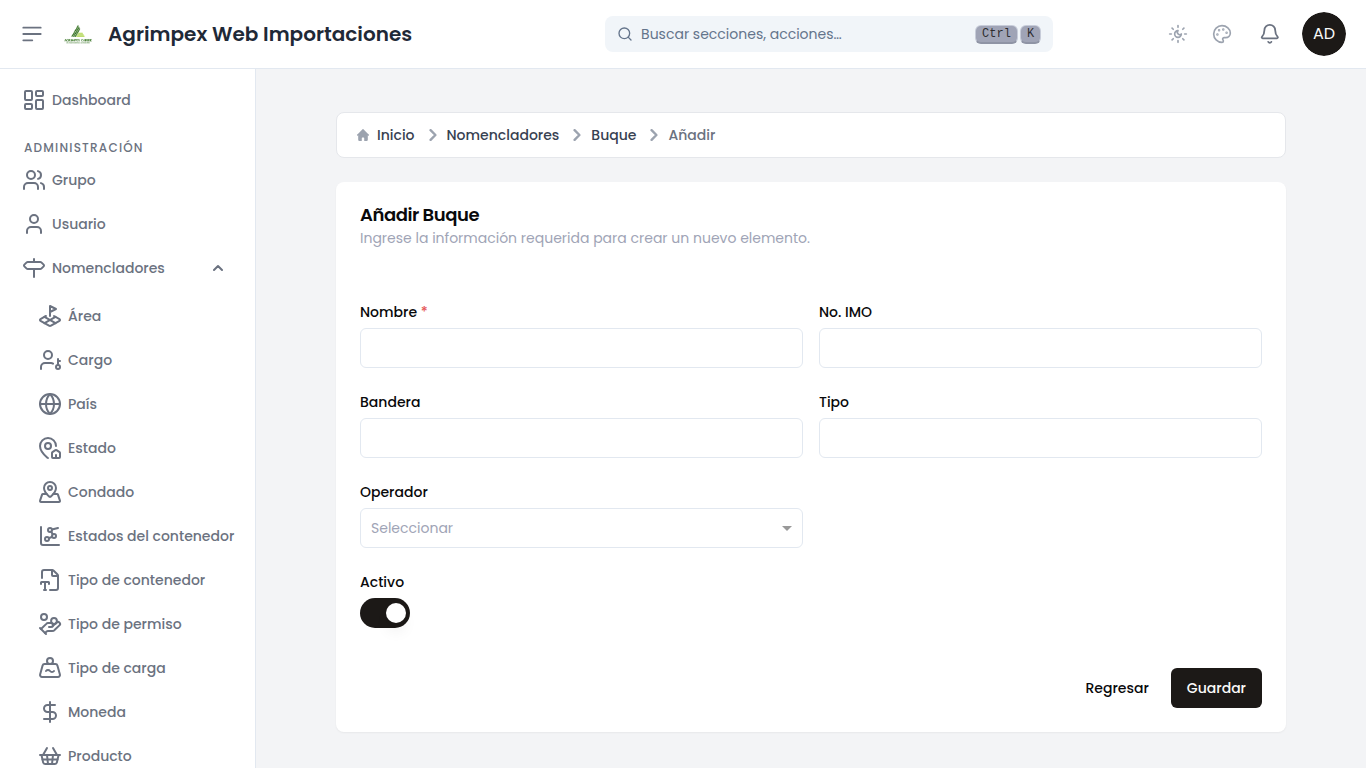 Agrimpex Web Importaciones
Buscar secciones, acciones...
Ctrl K
AD
Dashboard
ADMINISTRACIÓN
Grupo
Usuario
Nomencladores
Área
Cargo
País
Estado
Condado
Estados del contenedor
Tipo de contenedor
Tipo de permiso
Tipo de carga
Moneda
Producto
Inicio
Nomencladores
Buque
Añadir
Añadir Buque
Ingrese la información requerida para crear un nuevo elemento.
Nombre *
No. IMO
Bandera
Tipo
Operador
Seleccionar
Activo
Regresar
Guardar